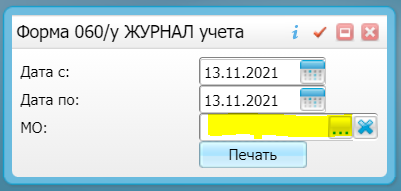 Форма 060/у ЖУРНАЛ учета
Дата с: 13.11.2021
Дата по: 13.11.2021
МО: ...
Печать